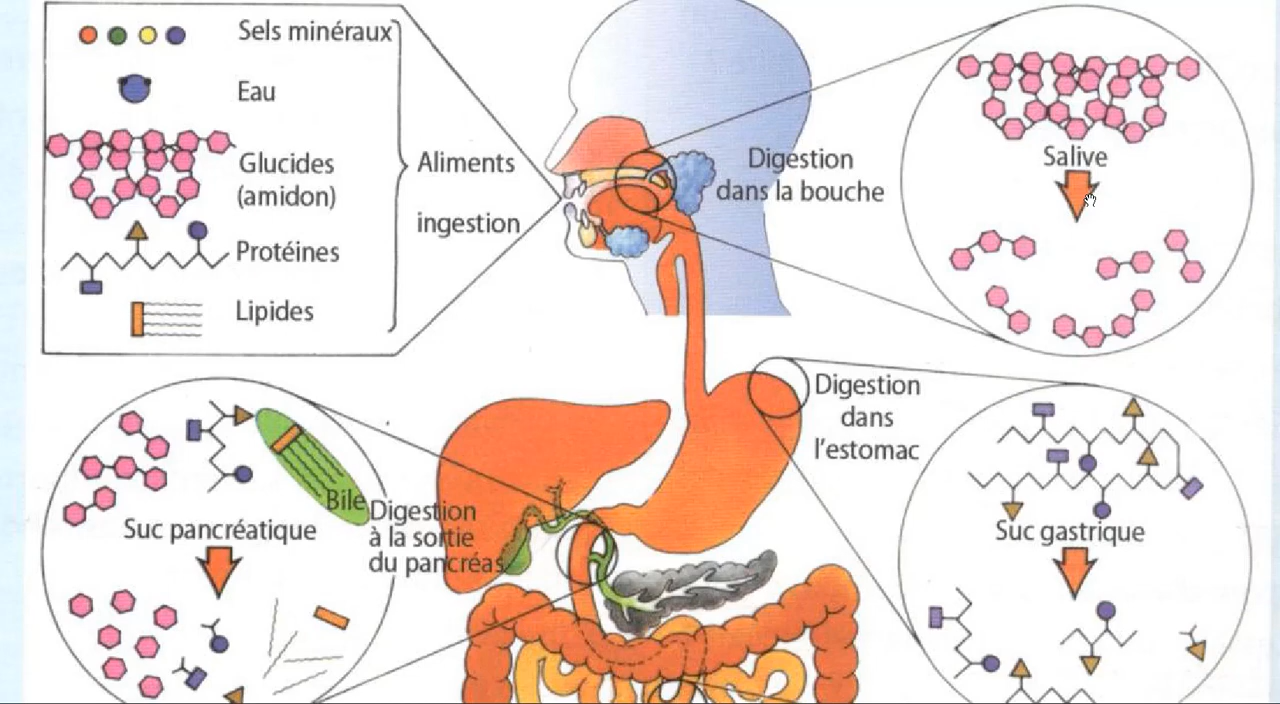 Sels minéraux
Eau
Glucides
(amidon)
Protéines
Lipides
Aliments
ingestion
Digestion
dans la bouche
Salive
Digestion
dans
l'estomac
Suc gastrique
Bile
Suc pancréatique
Digestion
à la sortie
du pancréas